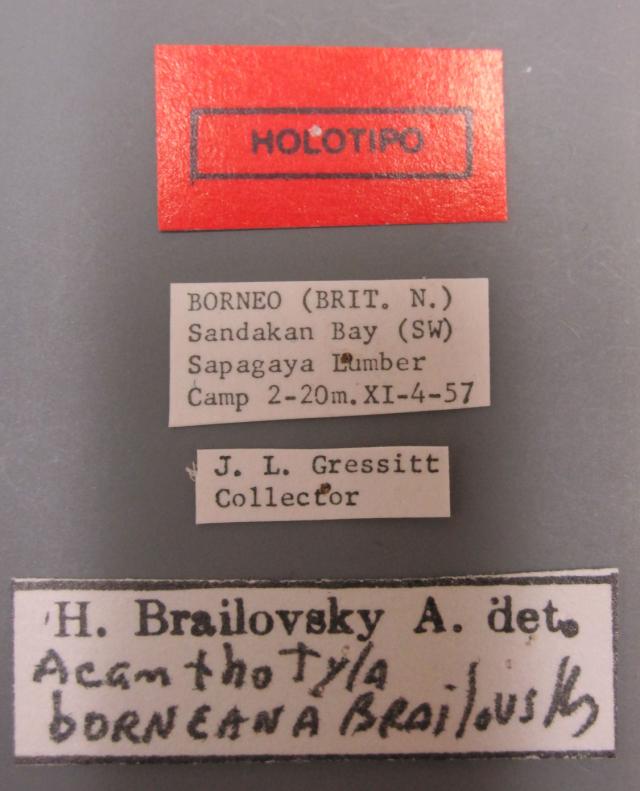 HOLOTIPO
BORNEO (BRIT. N.)
Sandakan Bay (SW)
Sapagaya Lumber
Camp 2-20m.XI-4-57
J. L. Gressitt
Collector
H. Brailovsky A. det.
AcanthoTyla
borneana Brailovsky